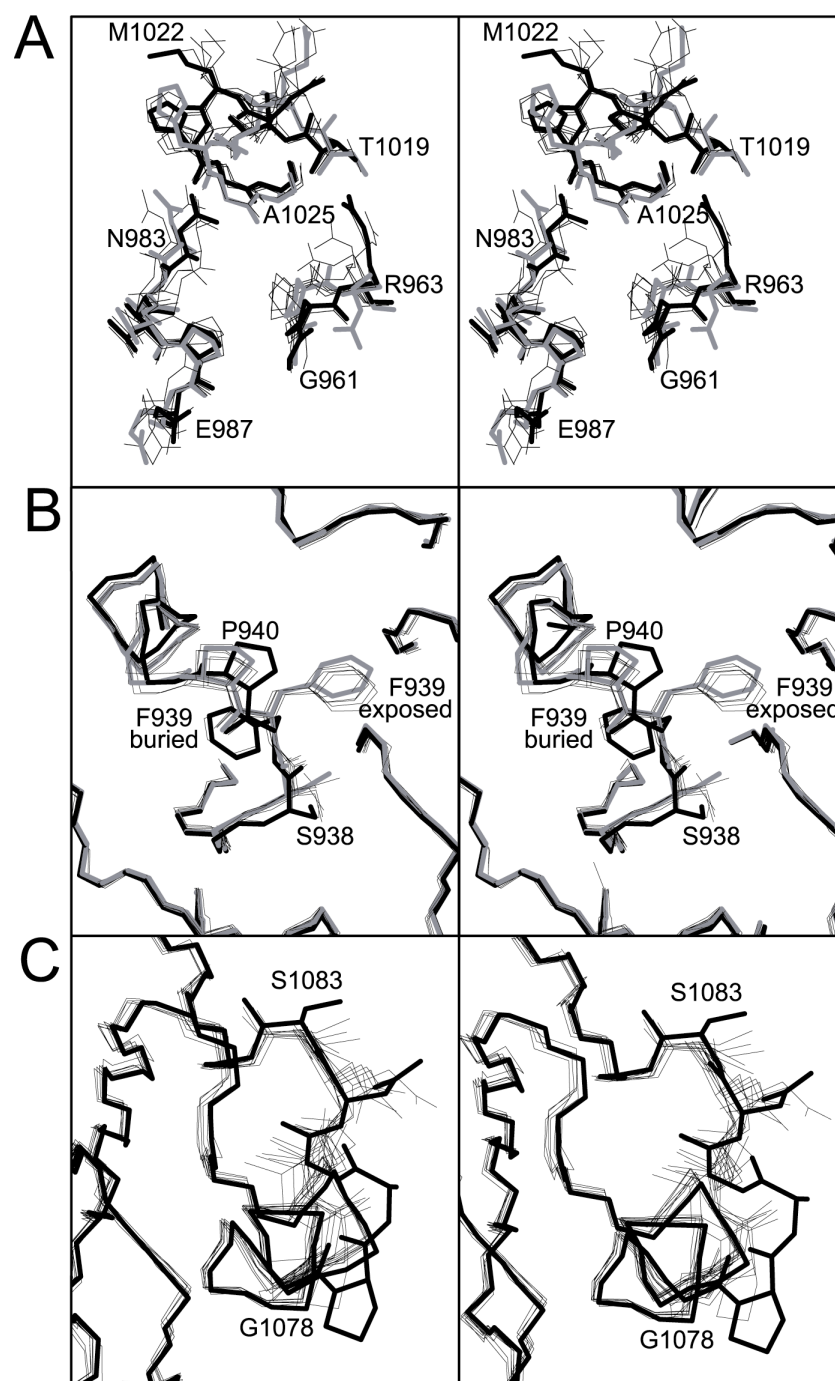 A
M1022
M1022
T1019
T1019
A1025
A1025
N983
N983
R963
R963
G961
G961
E987
E987
B
P940
P940
F939
exposed
F939
exposed
F939
buried
F939
buried
S938
S938
C
S1083
S1083
G1078
G1078